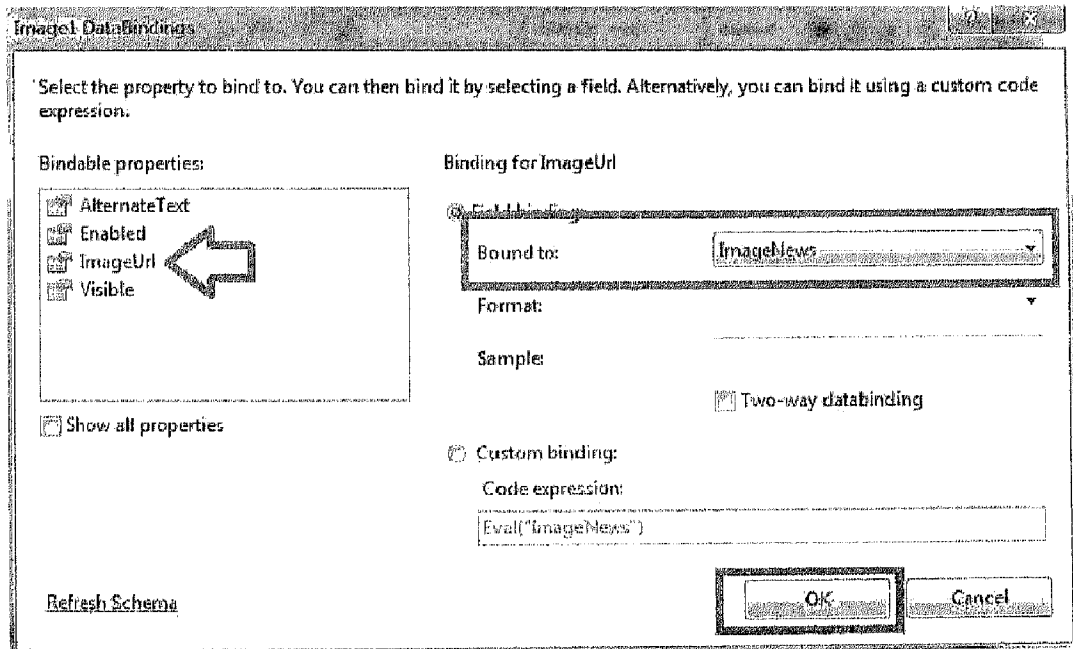 Image1 DataBindings
Select the property to bind to. You can then bind it by selecting a field. Alternatively, you can bind it using a custom code
expression.
Bindable properties:
AlternateText
Enabled
ImageUrl
Visible
Show all properties
Refresh Schema
Binding for ImageUrl
Field binding:
Bound to: ImageNews
Format:
Sample:
Two-way databinding
Custom binding:
Code expression:
Eval("ImageNews")
OK Cancel